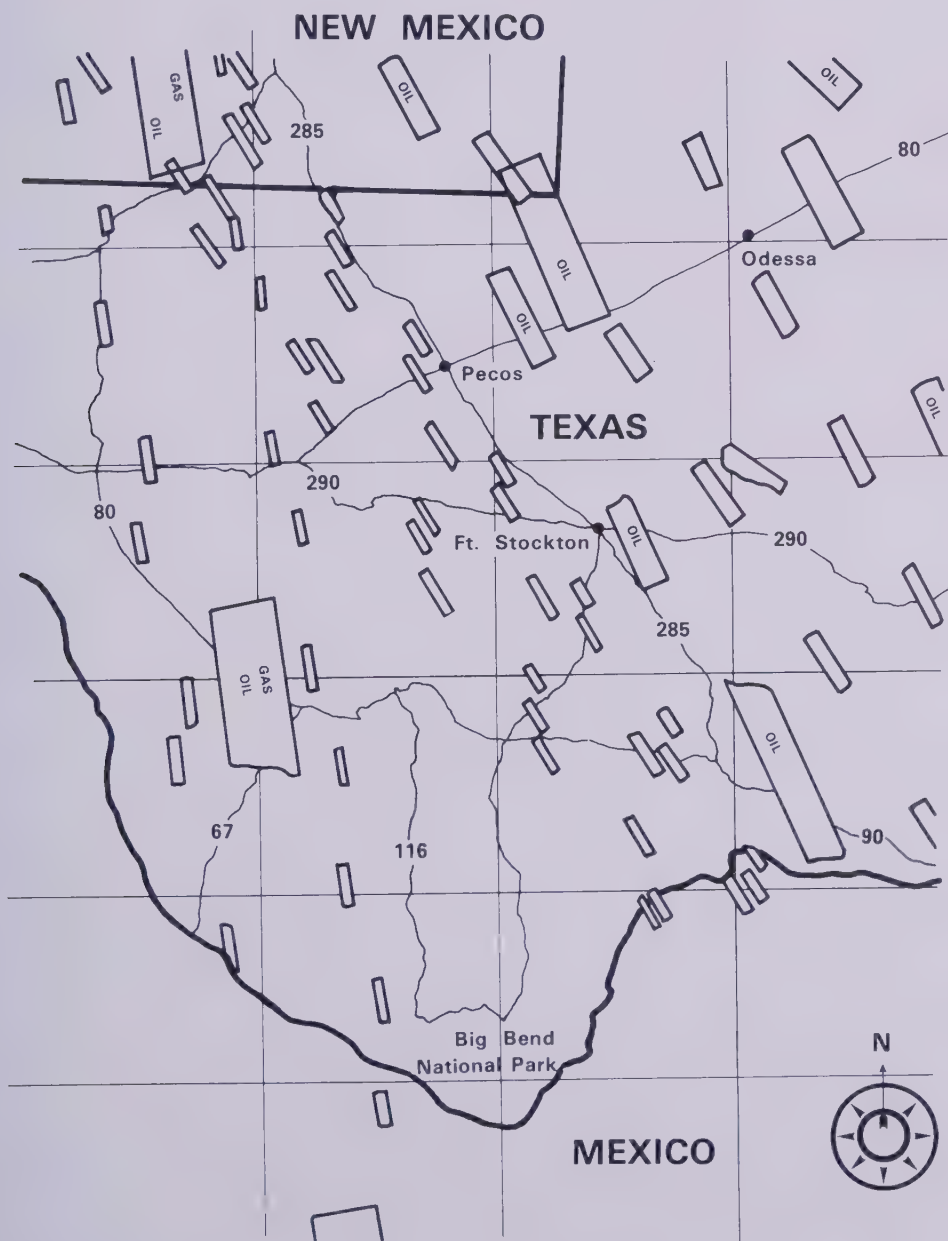 NEW MEXICO
GAS
OIL
OIL
OIL
285
80
Odessa
OIL
OIL
Pecos
TEXAS
OIL
290
80
Ft. Stockton
OIL
290
285
GAS
OIL
OIL
67
116
90
Big Bend
National Park
N
MEXICO